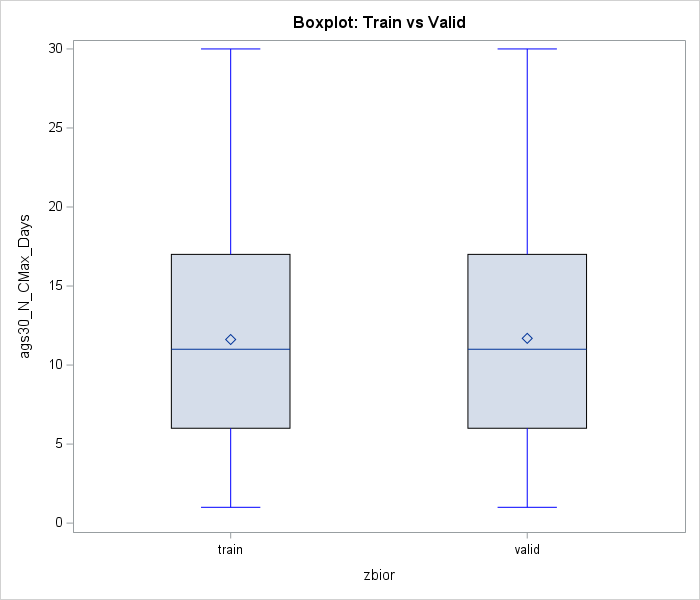 Boxplot: Train vs Valid
30
25
20
15
10
5
0
ags30_N_CMax_Days
train
valid
zbior